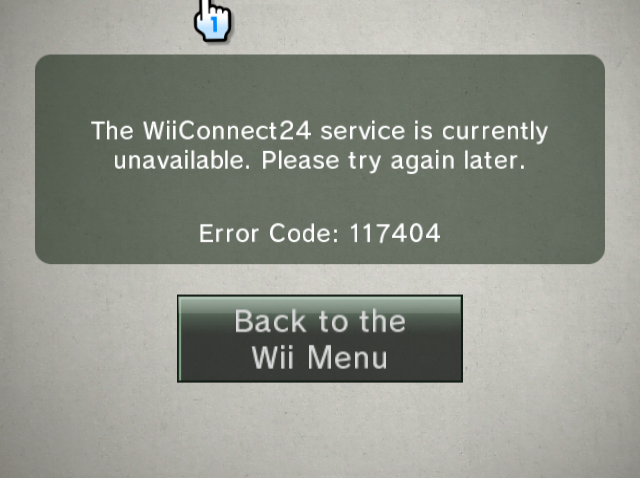 1
The WiiConnect24 service is currently
unavailable. Please try again later.
Error Code: 117404
Back to the
Wii Menu